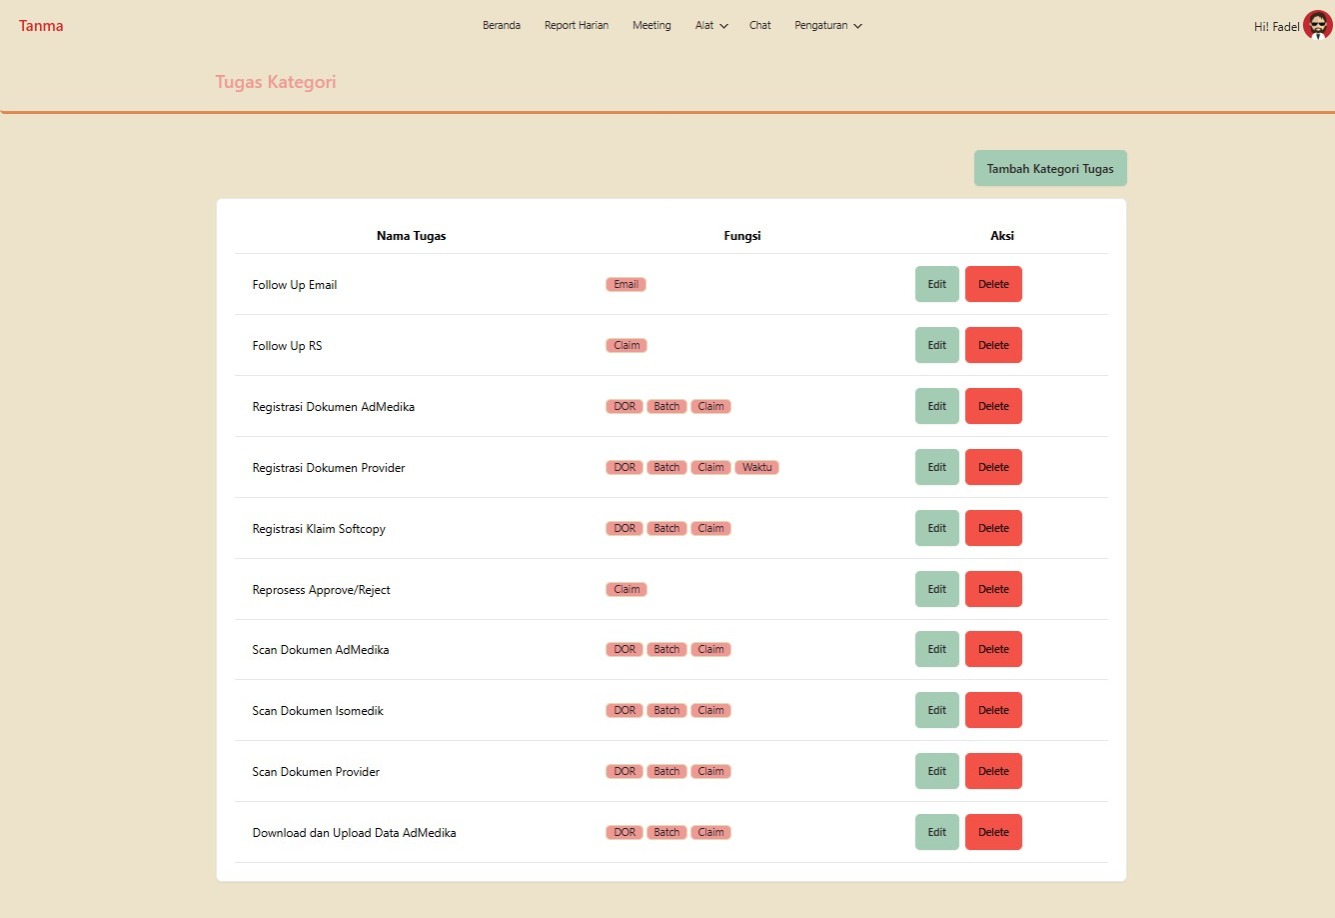 Tanma Beranda Report Harian Meeting Alat Chat Pengaturan Hi! Fadel
Tugas Kategori
Tambah Kategori Tugas
Nama Tugas Fungsi Aksi
Follow Up Email Email Edit Delete
Follow Up RS Claim Edit Delete
Registrasi Dokumen AdMedika DOR Batch Claim Edit Delete
Registrasi Dokumen Provider DOR Batch Claim Waktu Edit Delete
Registrasi Klaim Softcopy DOR Batch Claim Edit Delete
Reprosess Approve/Reject Claim Edit Delete
Scan Dokumen AdMedika DOR Batch Claim Edit Delete
Scan Dokumen Isomedik DOR Batch Claim Edit Delete
Scan Dokumen Provider DOR Batch Claim Edit Delete
Download dan Upload Data AdMedika DOR Batch Claim Edit Delete